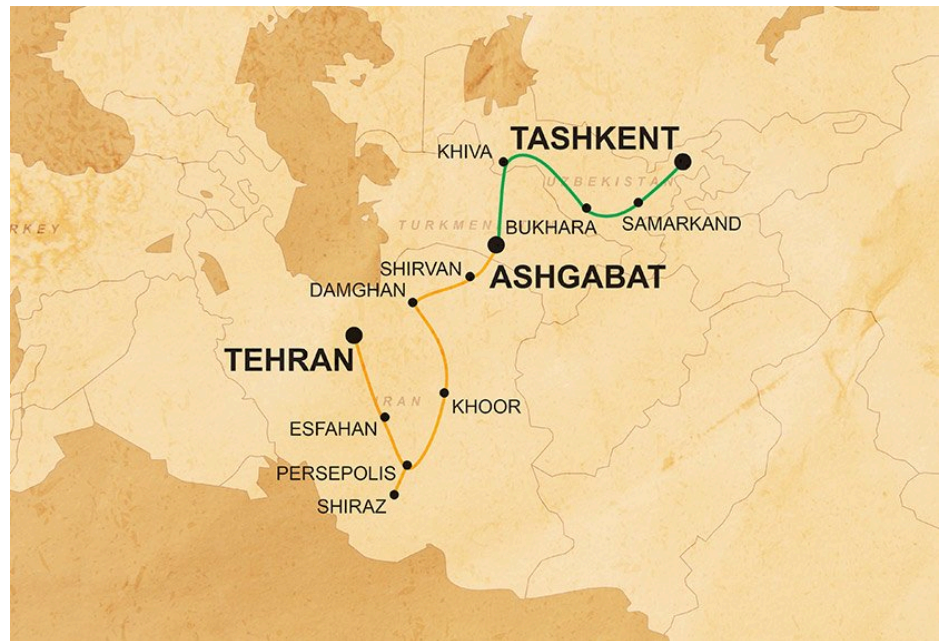 TASHKENT
KHIVA
UZBEKISTAN
SAMARKAND
TURKMEN
BUKHARA
RKEY
SHIRVAN
ASHGABAT
DAMGHAN
TEHRAN
IRAN
KHOOR
ESFAHAN
PERSEPOLIS
SHIRAZ